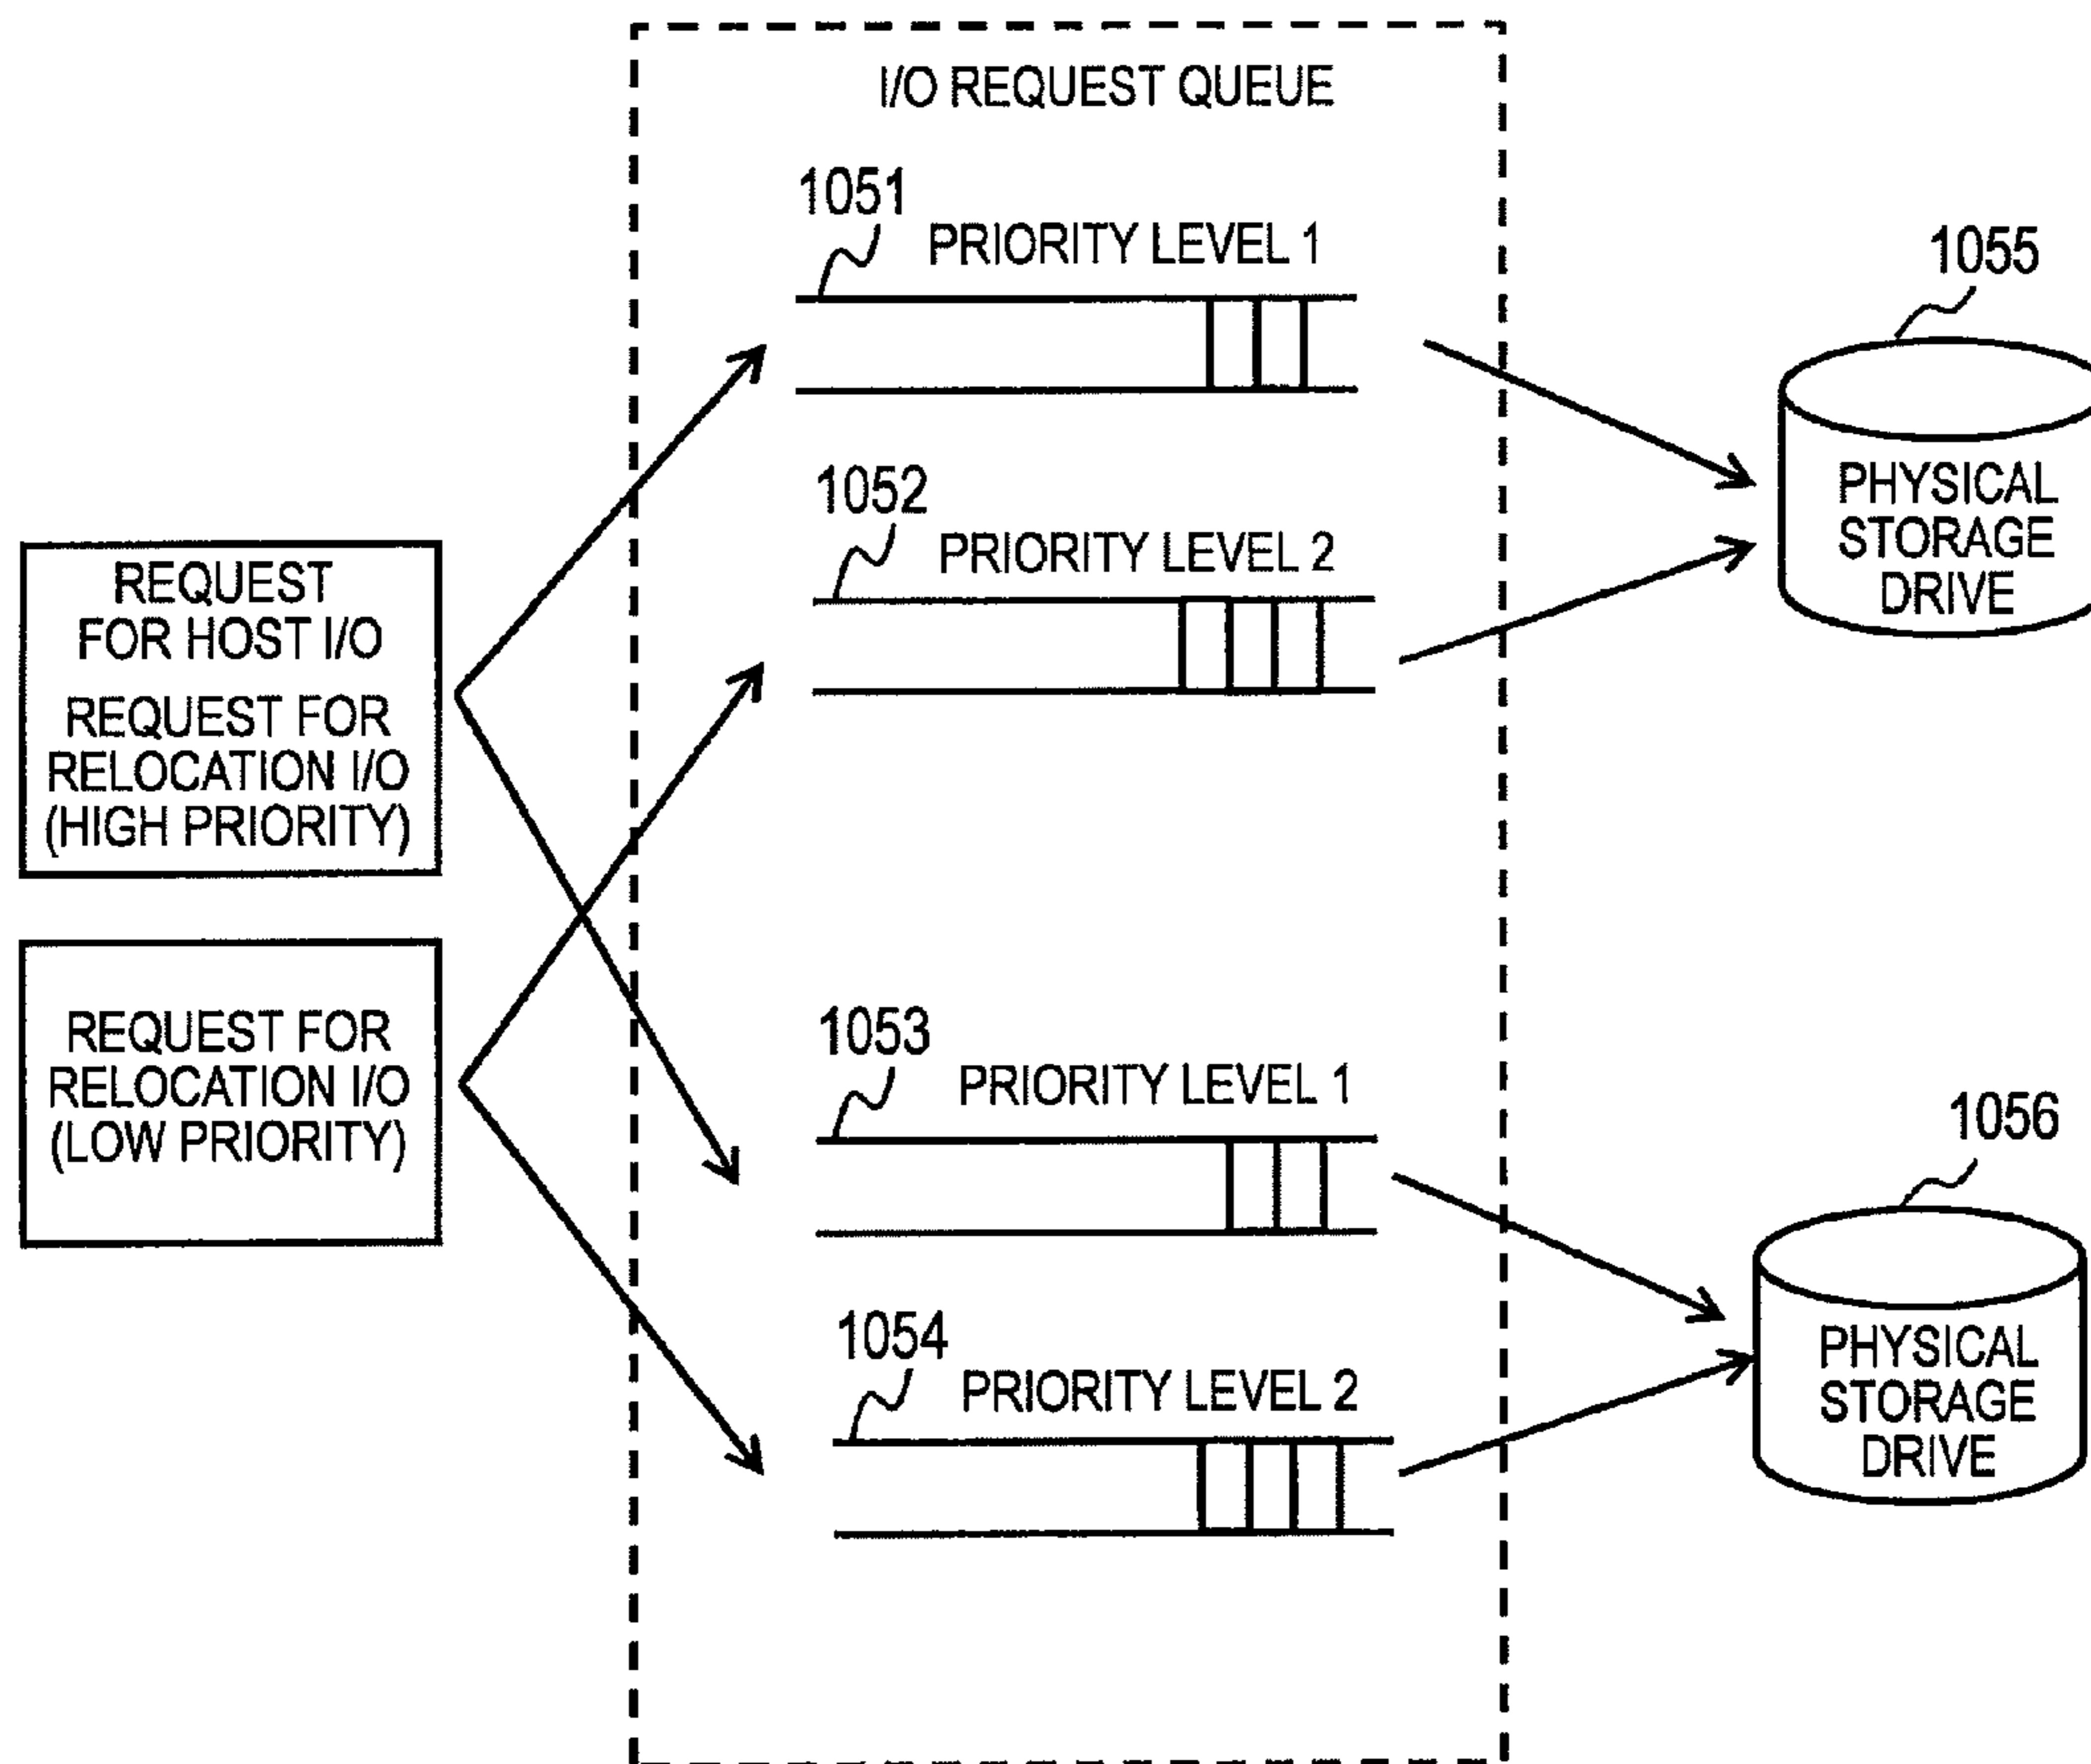 I/O REQUEST QUEUE
1051
PRIORITY LEVEL 1
1055
PHYSICAL
STORAGE
DRIVE
1052
PRIORITY LEVEL 2
REQUEST
FOR HOST I/O
REQUEST FOR
RELOCATION I/O
(HIGH PRIORITY)
REQUEST FOR
RELOCATION I/O
(LOW PRIORITY)
1053
PRIORITY LEVEL 1
1056
PHYSICAL
STORAGE
DRIVE
1054
PRIORITY LEVEL 2